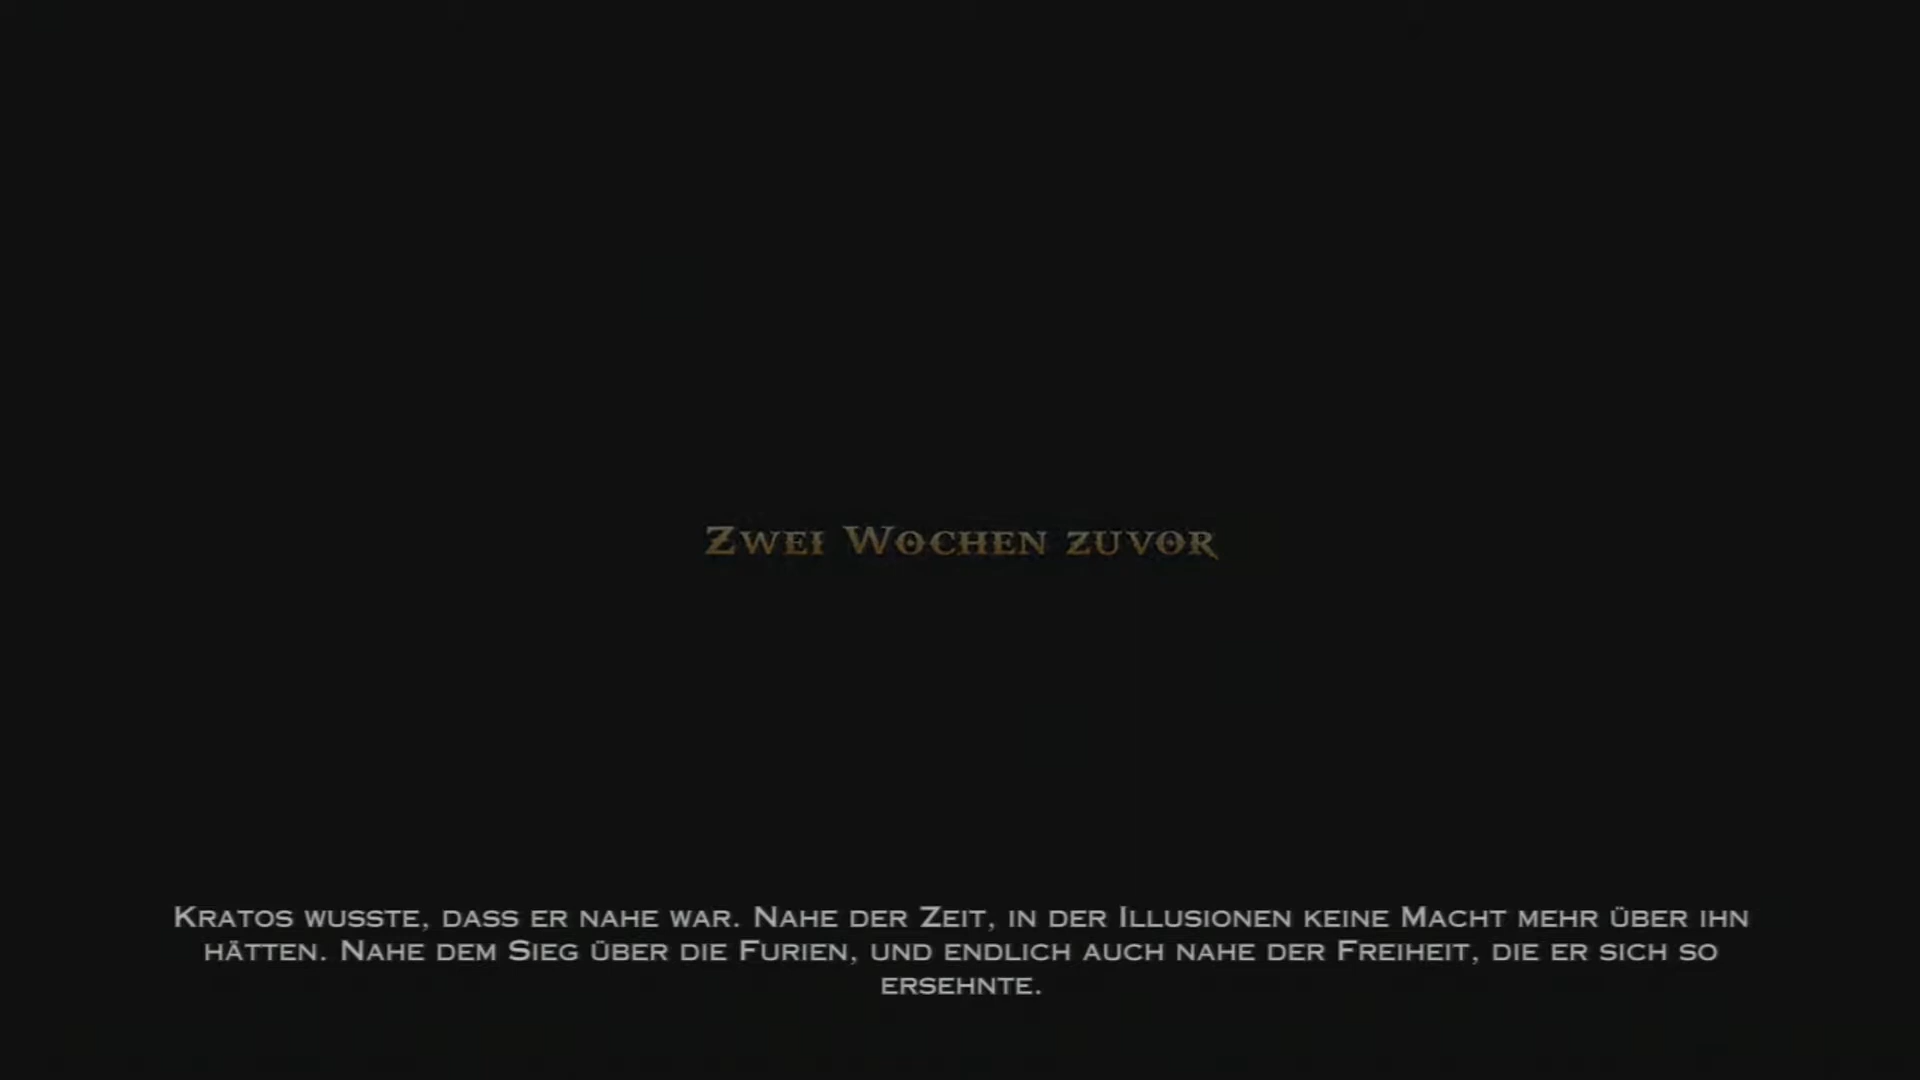 Zwei Wochen zuvor
Kratos wusste, dass er nahe war. Nahe der Zeit, in der Illusionen keine Macht mehr über ihn
hätten. Nahe dem Sieg über die Furien, und endlich auch nahe der Freiheit, die er sich so
ersehnte.